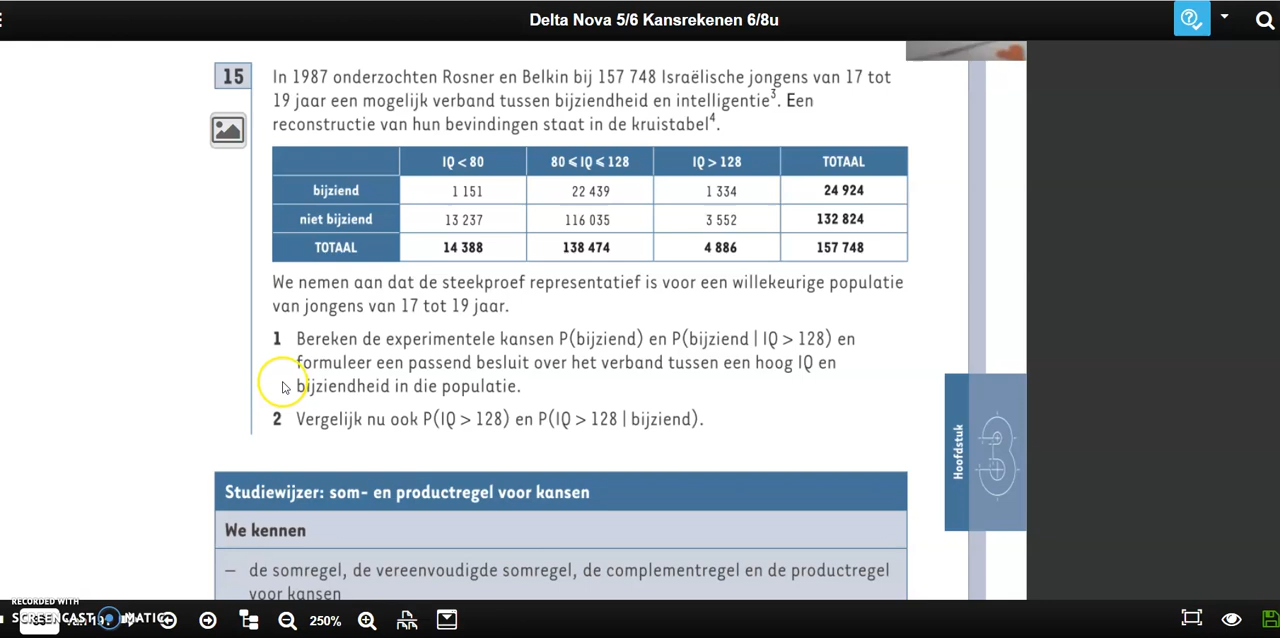 Delta Nova 5/6 Kansrekenen 6/8u
15 In 1987 onderzochten Rosner en Belkin bij 157 748 Israëlische jongens van 17 tot
19 jaar een mogelijk verband tussen bijziendheid en intelligentie³. Een
reconstructie van hun bevindingen staat in de kruistabel⁴.
IQ < 80 80 ⩽ IQ ⩽ 128 IQ > 128 TOTAAL
bijziend 1 151 22 439 1 334 24 924
niet bijziend 13 237 116 035 3 552 132 824
TOTAAL 14 388 138 474 4 886 157 748
We nemen aan dat de steekproef representatief is voor een willekeurige populatie
van jongens van 17 tot 19 jaar.
1 Bereken de experimentele kansen P(bijziend) en P(bijziend | IQ > 128) en
formuleer een passend besluit over het verband tussen een hoog IQ en
bijziendheid in die populatie.
2 Vergelijk nu ook P(IQ > 128) en P(IQ > 128 | bijziend).
Hoofdstuk
3
Studiewijzer: som- en productregel voor kansen
We kennen
– de somregel, de vereenvoudigde somregel, de complementregel en de productregel
voor kansen
RECORDED WITH
SCREENCAST MATIC
250%